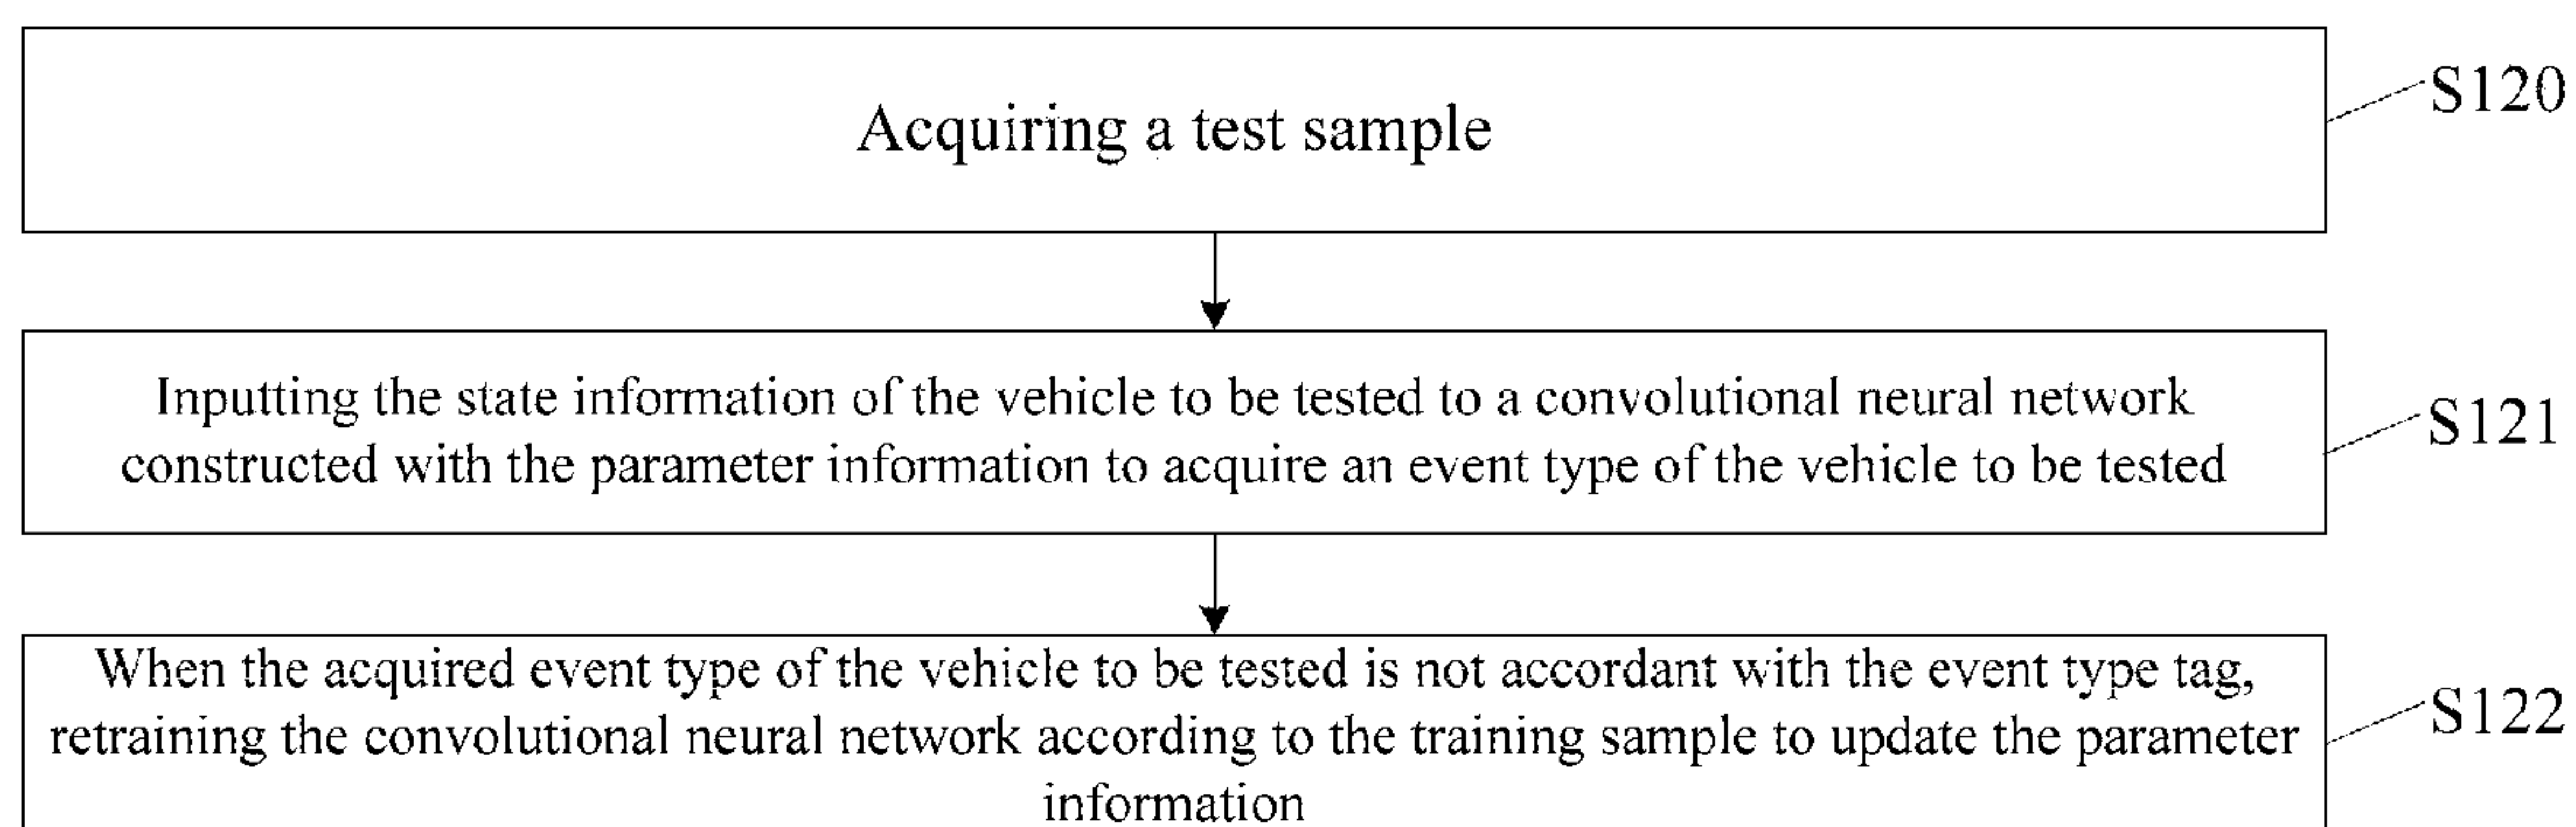 Acquiring a test sample
S120
Inputting the state information of the vehicle to be tested to a convolutional neural network
constructed with the parameter information to acquire an event type of the vehicle to be tested
S121
When the acquired event type of the vehicle to be tested is not accordant with the event type tag,
retraining the convolutional neural network according to the training sample to update the parameter
information
S122